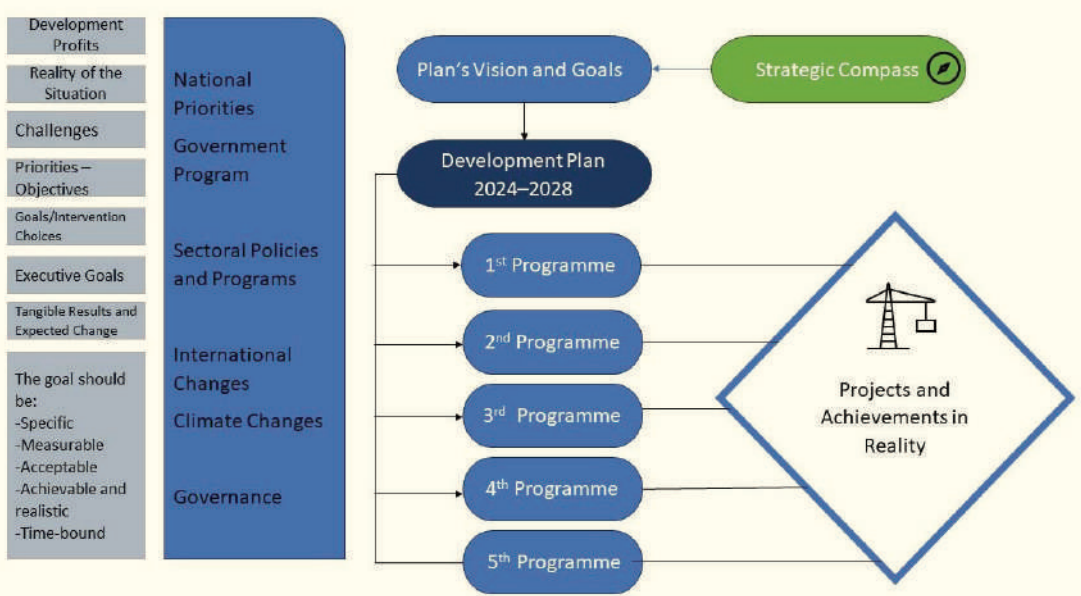 Development
Profits
Reality of the
Situation
Challenges
Priorities –
Objectives
Goals/Intervention
Choices
Executive Goals
Tangible Results and
Expected Change
The goal should
be:
-Specific
-Measurable
-Acceptable
-Achievable and
realistic
-Time-bound
National
Priorities
Government
Program
Sectoral Policies
and Programs
International
Changes
Climate Changes
Governance
Plan's Vision and Goals
Strategic Compass
Development Plan
2024–2028
1st Programme
2nd Programme
3rd Programme
4th Programme
5th Programme
Projects and
Achievements in
Reality